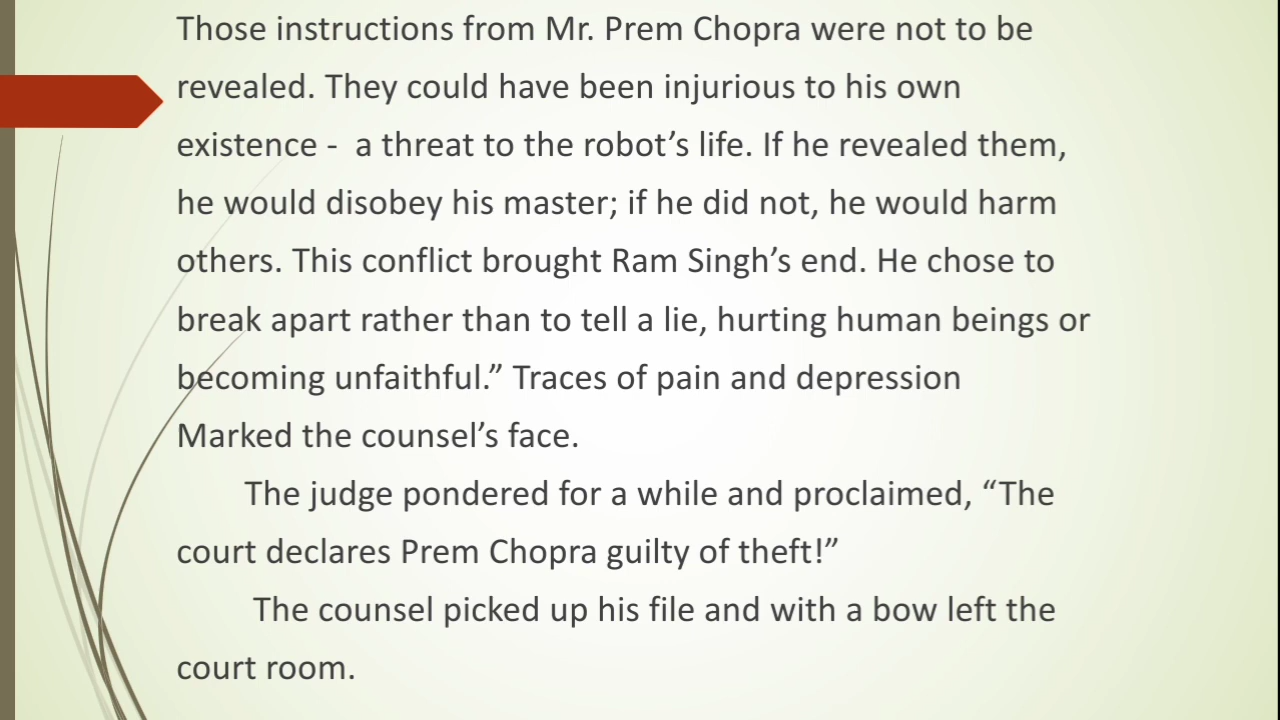 Those instructions from Mr. Prem Chopra were not to be
revealed. They could have been injurious to his own
existence -  a threat to the robot’s life. If he revealed them,
he would disobey his master; if he did not, he would harm
others. This conflict brought Ram Singh’s end. He chose to
break apart rather than to tell a lie, hurting human beings or
becoming unfaithful.” Traces of pain and depression
Marked the counsel’s face.
The judge pondered for a while and proclaimed, “The
court declares Prem Chopra guilty of theft!”
The counsel picked up his file and with a bow left the
court room.